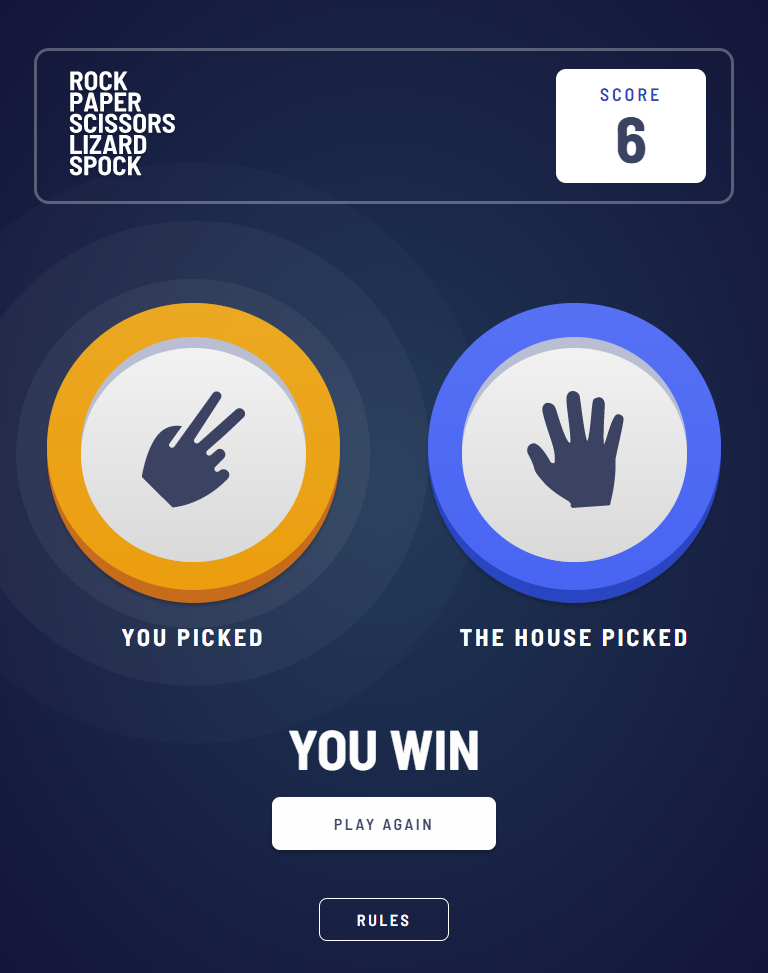 ROCK
PAPER
SCISSORS
LIZARD
SPOCK
SCORE
6
YOU PICKED
THE HOUSE PICKED
YOU WIN
PLAY AGAIN
RULES